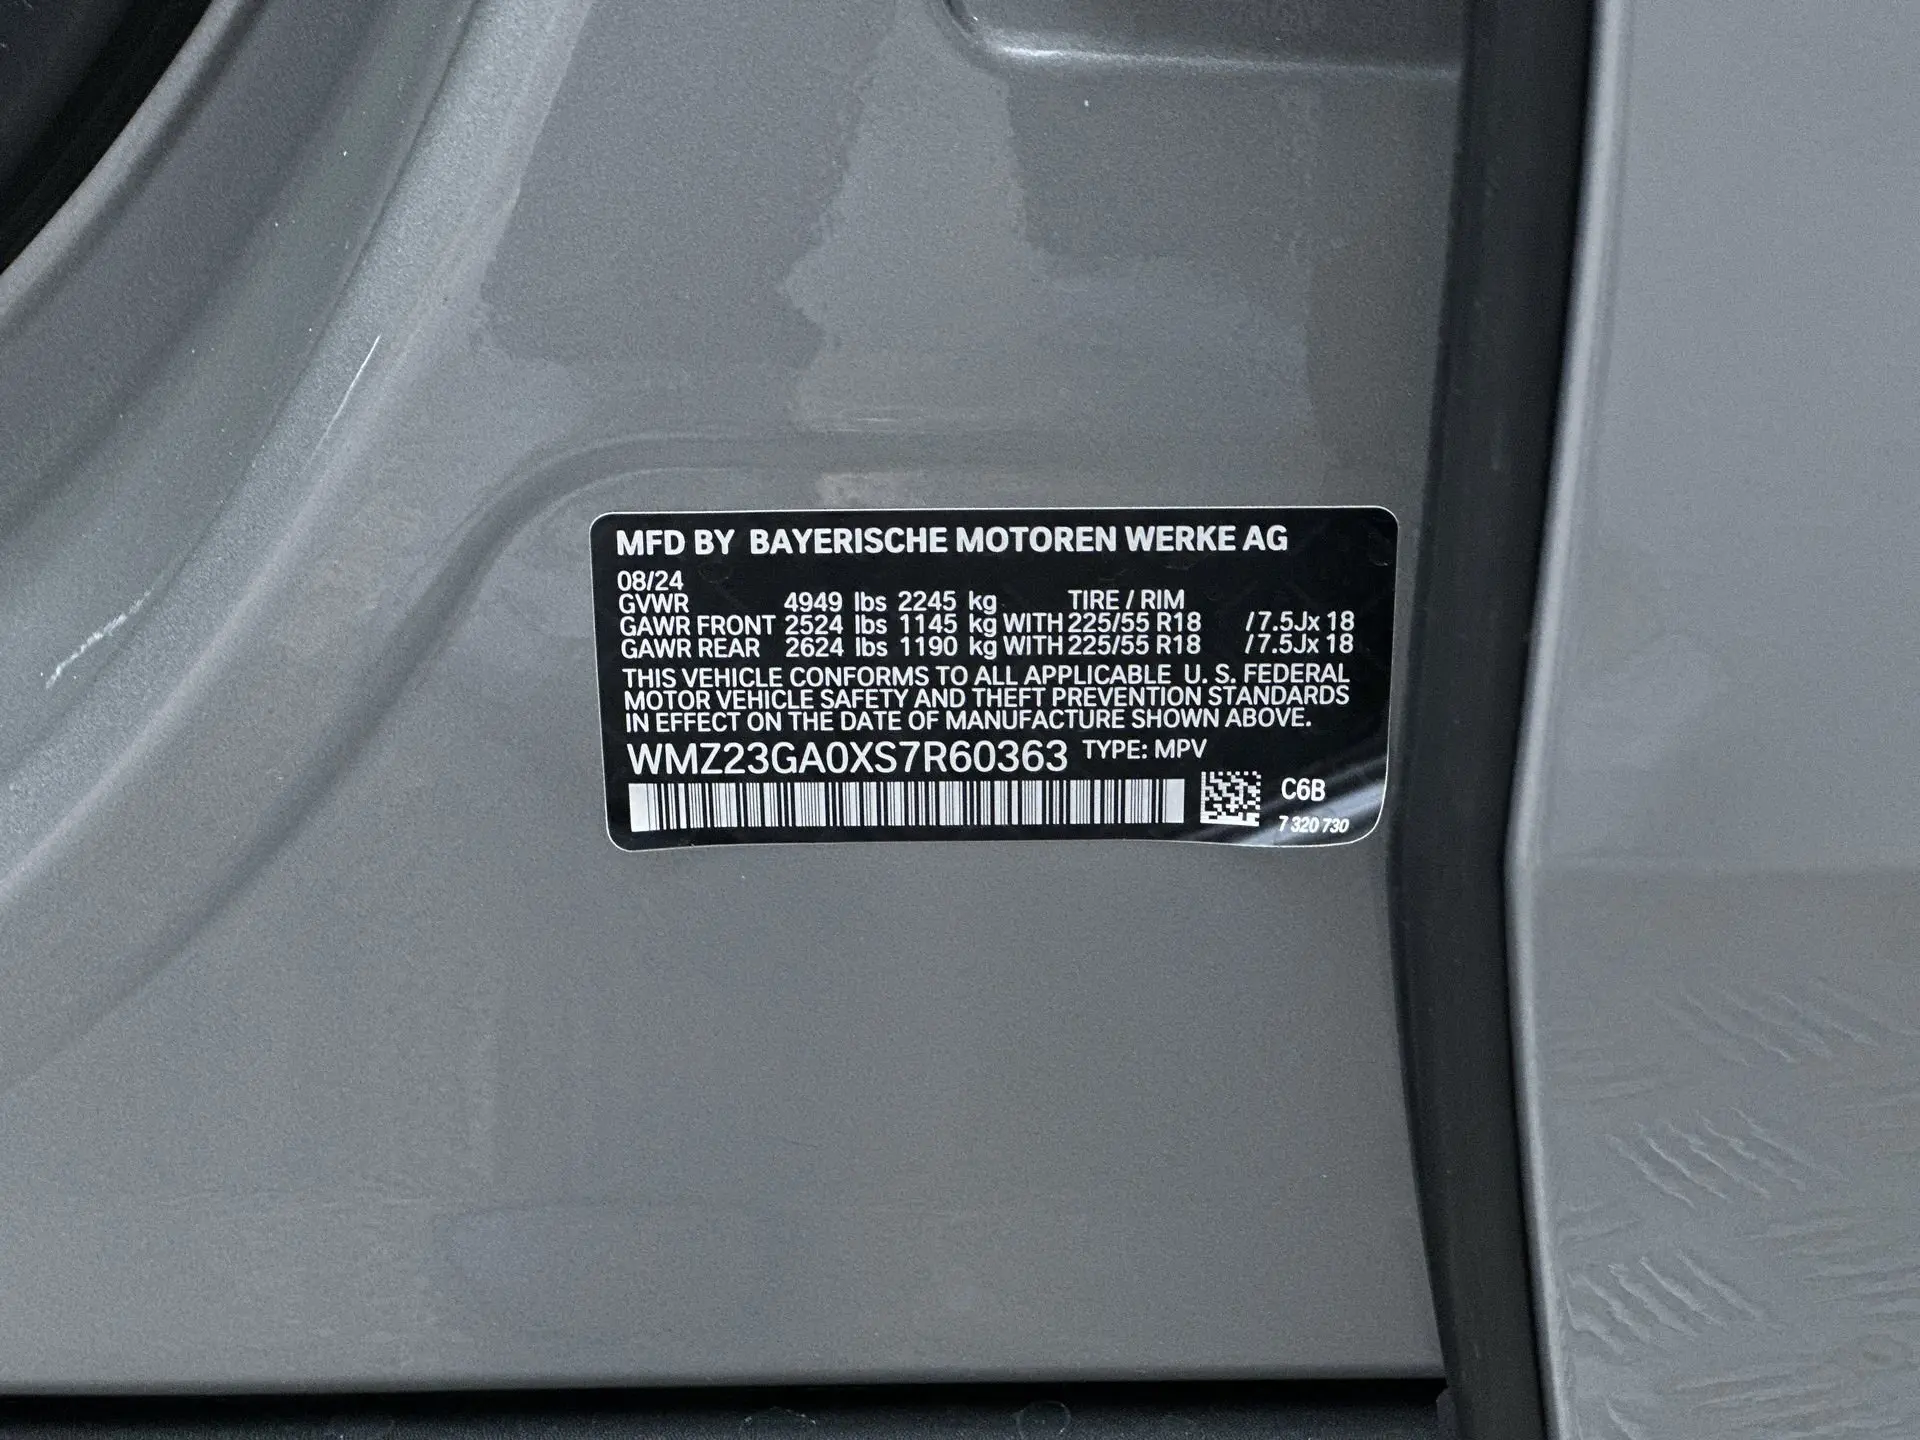 MFD BY BAYERISCHE MOTOREN WERKE AG
08/24
GVWR 4949 lbs 2245 kg TIRE / RIM
GAWR FRONT 2524 lbs 1145 kg WITH 225/55 R18 /7.5Jx 18
GAWR REAR 2624 lbs 1190 kg WITH 225/55 R18 /7.5Jx 18
THIS VEHICLE CONFORMS TO ALL APPLICABLE U. S. FEDERAL
MOTOR VEHICLE SAFETY AND THEFT PREVENTION STANDARDS
IN EFFECT ON THE DATE OF MANUFACTURE SHOWN ABOVE.
WMZ23GA0XS7R60363 TYPE: MPV
C6B
7 320 730